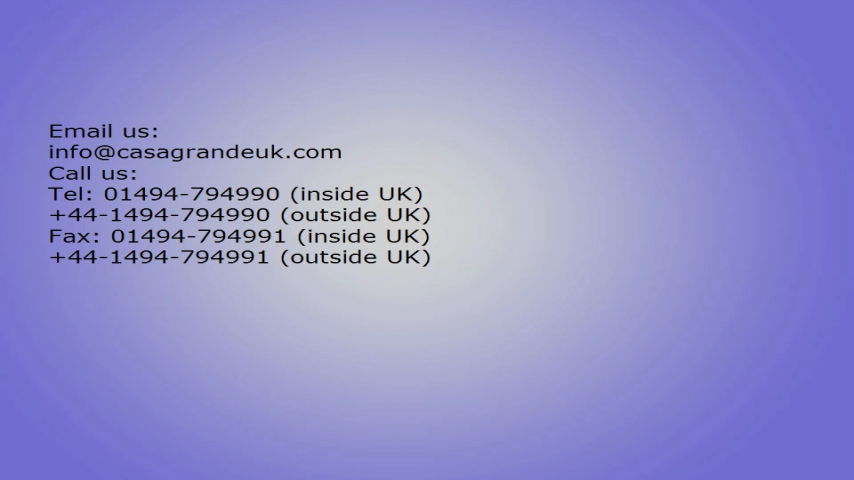 Email us:
info@casagrandeuk.com
Call us:
Tel: 01494-794990 (inside UK)
+44-1494-794990 (outside UK)
Fax: 01494-794991 (inside UK)
+44-1494-794991 (outside UK)